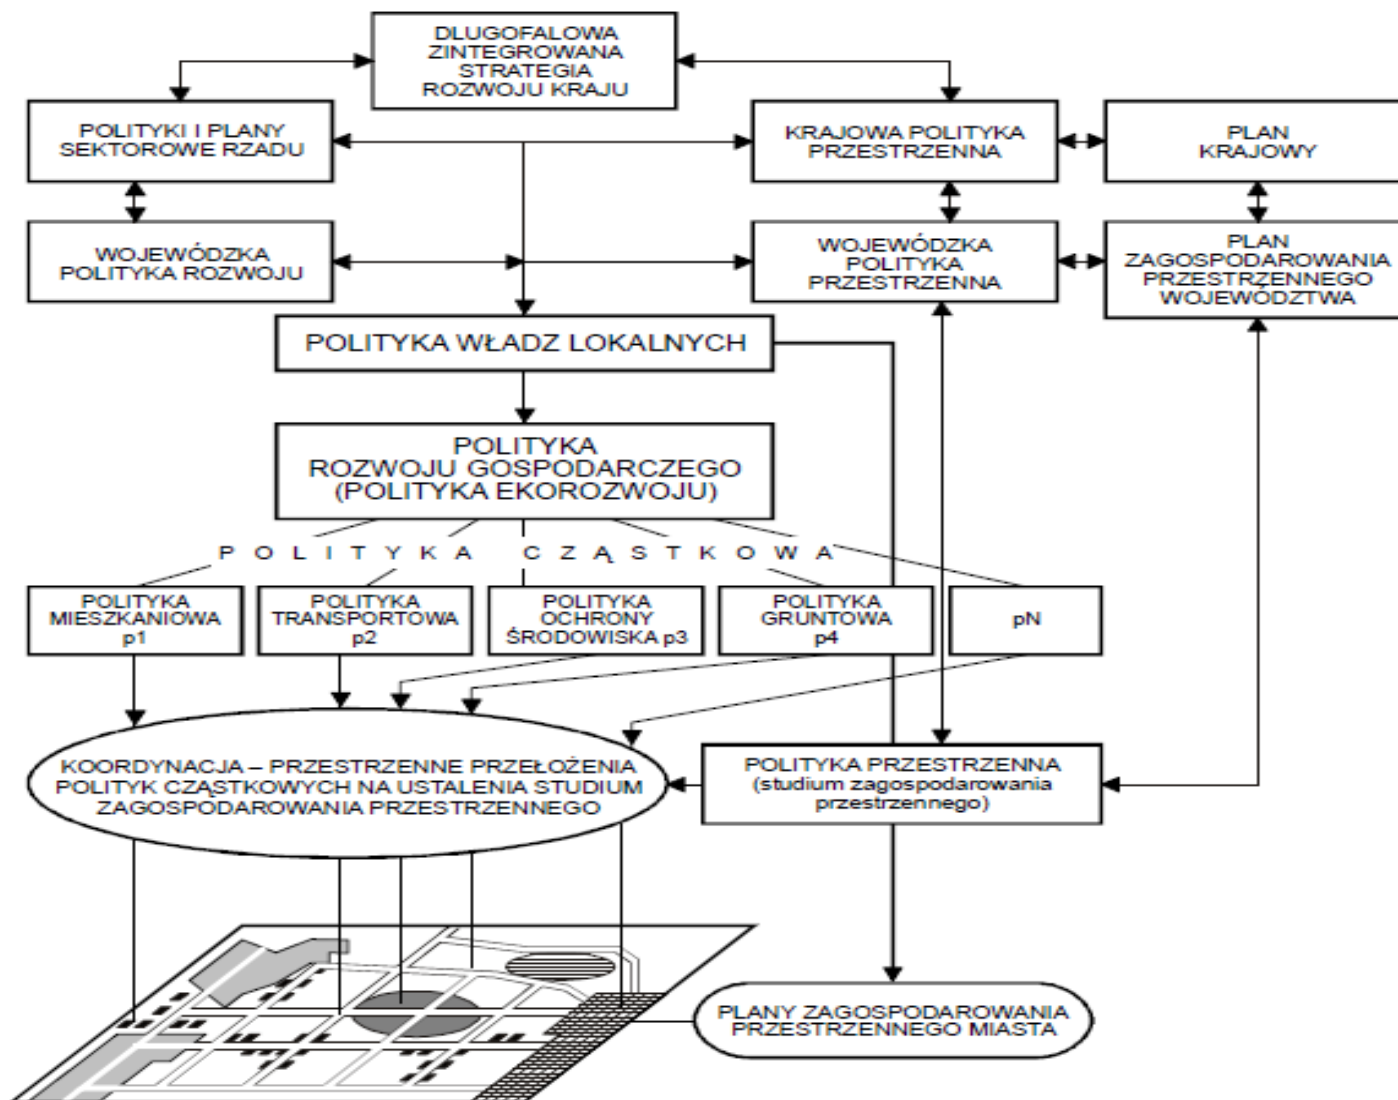 DLUGOFALOWA
ZINTEGROWANA
STRATEGIA
ROZWOJU KRAJU
POLITYKI I PLANY
SEKTOROWE RZADU
KRAJOWA POLITYKA
PRZESTRZENNA
PLAN
KRAJOWY
WOJEWÓDZKA
POLITYKA ROZWOJU
WOJEWÓDZKA
POLITYKA
PRZESTRZENNA
PLAN
ZAGOSPODAROWANIA
PRZESTRZENNEGO
WOJEWÓDZTWA
POLITYKA WŁADZ LOKALNYCH
POLITYKA
ROZWOJU GOSPODARCZEGO
(POLITYKA EKOROZWOJU)
POLITYKA CZĄSTKOWA
POLITYKA
MIESZKANIOWA
p1
POLITYKA
TRANSPORTOWA
p2
POLITYKA
OCHRONY
ŚRODOWISKA p3
POLITYKA
GRUNTOWA
p4
pN
KOORDYNACJA – PRZESTRZENNE PRZEŁOŻENIA
POLITYK CZĄSTKOWYCH NA USTALENIA STUDIUM
ZAGOSPODAROWANIA PRZESTRZENNEGO
POLITYKA PRZESTRZENNA
(studium zagospodarowania
przestrzennego)
PLANY ZAGOSPODAROWANIA
PRZESTRZENNEGO MIASTA